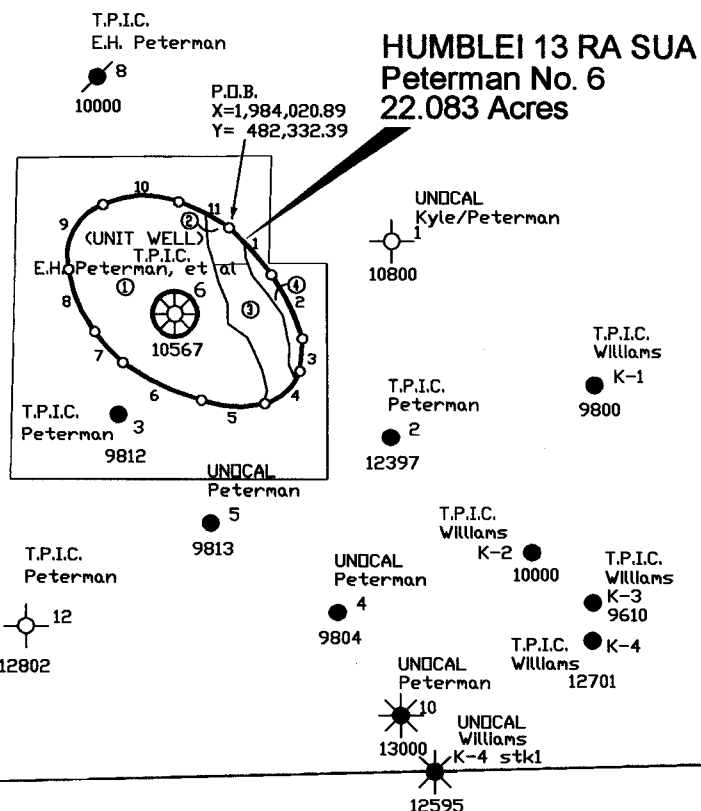 T.P.I.C.
E.H. Peterman
8
10000
HUMBLEI 13 RA SUA
Peterman No. 6
22.083 Acres
P.O.B.
X=1,984,020.89
Y= 482,332.39
UNOCAL
Kyle/Peterman
1
10800
10
11
9
2
1
(UNIT WELL)
T.P.I.C.
E.H. Peterman, et al
1
6
4
2
8
3
10567
7
3
6
5
4
T.P.I.C.
Williams
K-1
9800
T.P.I.C.
Peterman
3
9812
T.P.I.C.
Peterman
2
12397
UNOCAL
Peterman
5
9813
T.P.I.C.
Williams
K-2
10000
T.P.I.C.
Peterman
12
12802
UNOCAL
Peterman
4
9804
T.P.I.C.
Williams
K-3
9610
T.P.I.C.
Williams
K-4
12701
UNOCAL
Peterman
10
13000
UNOCAL
Williams
K-4 stk1
12595